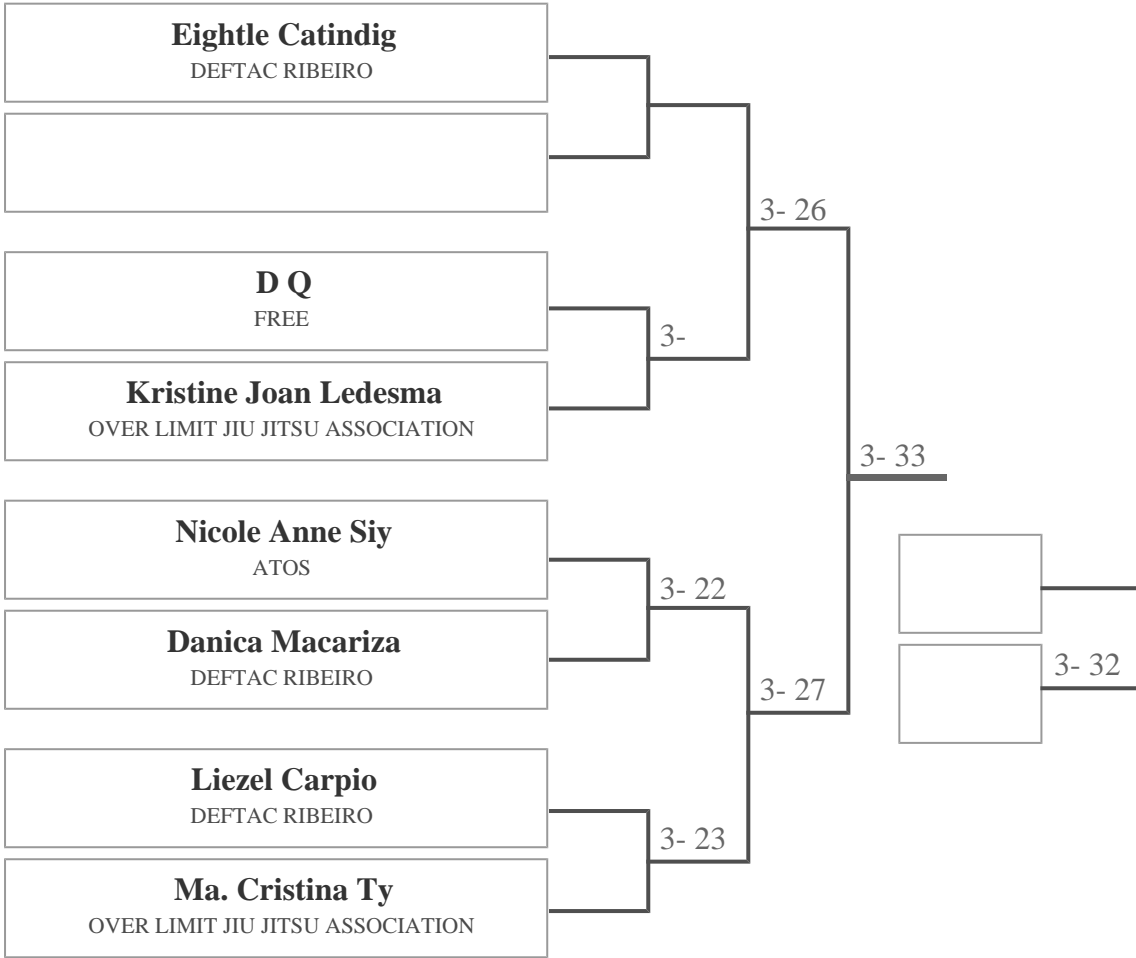 Eightle Catindig
DEFTAC RIBEIRO
3- 26
D Q
FREE
3-
Kristine Joan Ledesma
OVER LIMIT JIU JITSU ASSOCIATION
3- 33
Nicole Anne Siy
ATOS
3- 22
Danica Macariza
DEFTAC RIBEIRO
3- 32
3- 27
Liezel Carpio
DEFTAC RIBEIRO
3- 23
Ma. Cristina Ty
OVER LIMIT JIU JITSU ASSOCIATION